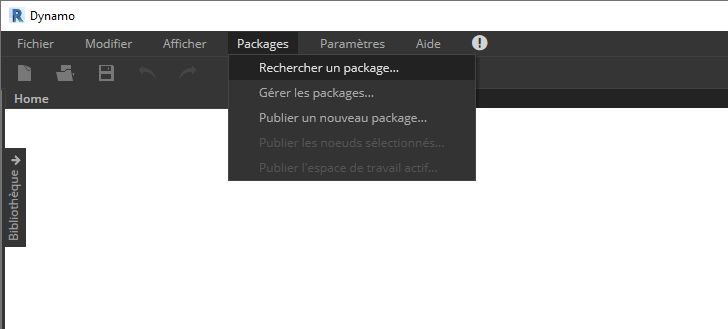 Dynamo
Fichier Modifier Afficher Packages Paramètres Aide
Rechercher un package...
Gérer les packages...
Publier un nouveau package...
Publier les noeuds sélectionnés...
Publier l'espace de travail actif...
Home
Bibliothèque